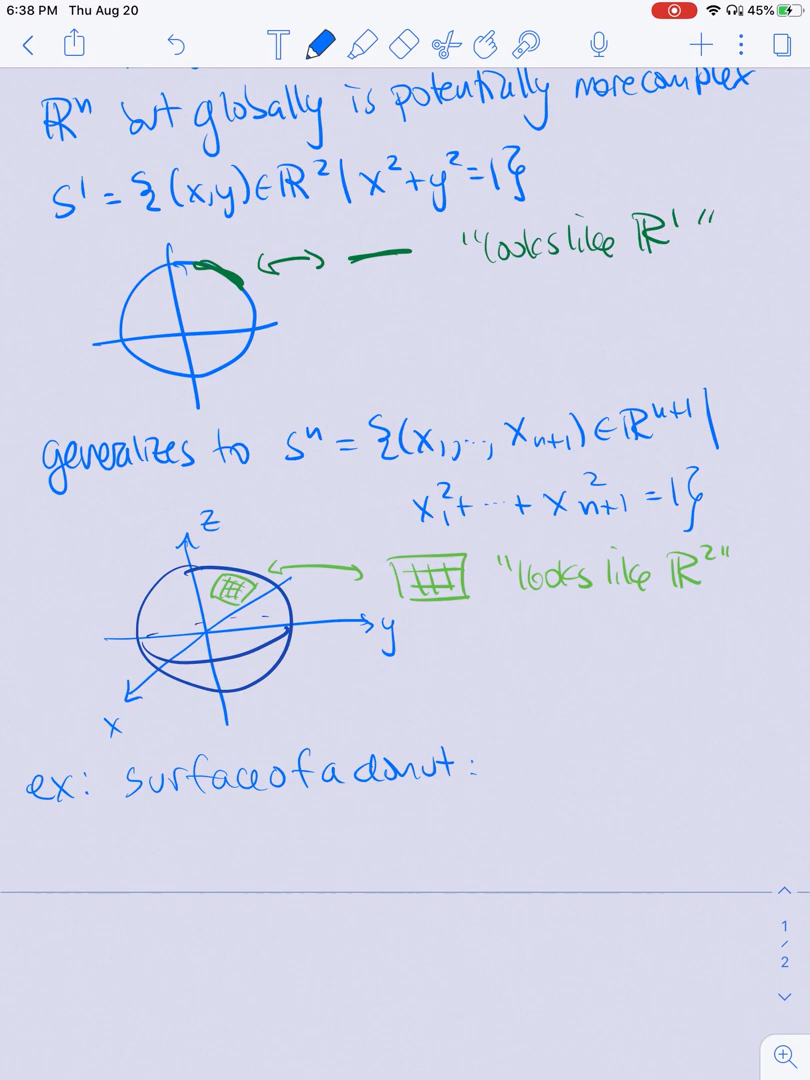 6:38 PM Thu Aug 20 45%
T
ℝⁿ but globally is potentially more complex
S¹ = {(x,y)∈ℝ² | x²+y²=1}
"looks like ℝ¹"
generalizes to Sⁿ = {(x₁,..., xₙ₊₁)∈ℝⁿ⁺¹ |
x₁²+...+xₙ₊₁²=1}
z
"looks like ℝ²"
y
x
ex: surface of a donut:
1
/
2